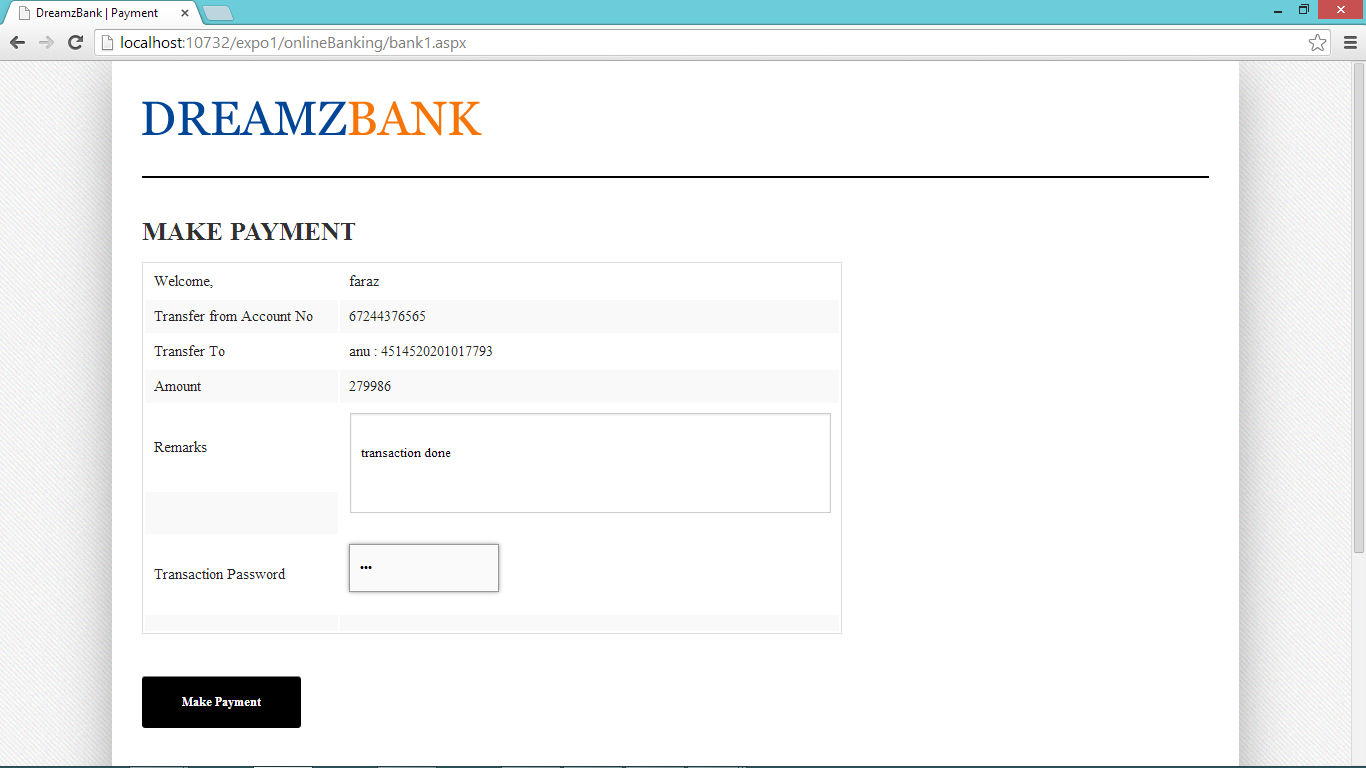 DreamzBank | Payment
localhost:10732/expo1/onlineBanking/bank1.aspx
DREAMZBANK
MAKE PAYMENT
Welcome, faraz
Transfer from Account No 67244376565
Transfer To anu : 4514520201017793
Amount 279986
Remarks transaction done
Transaction Password •••
Make Payment